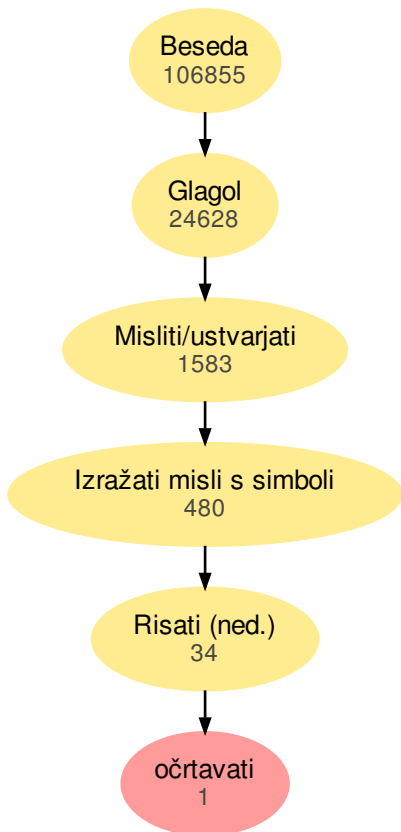 Beseda
106855
Glagol
24628
Misliti/ustvarjati
1583
Izražati misli s simboli
480
Risati (ned.)
34
očrtavati
1